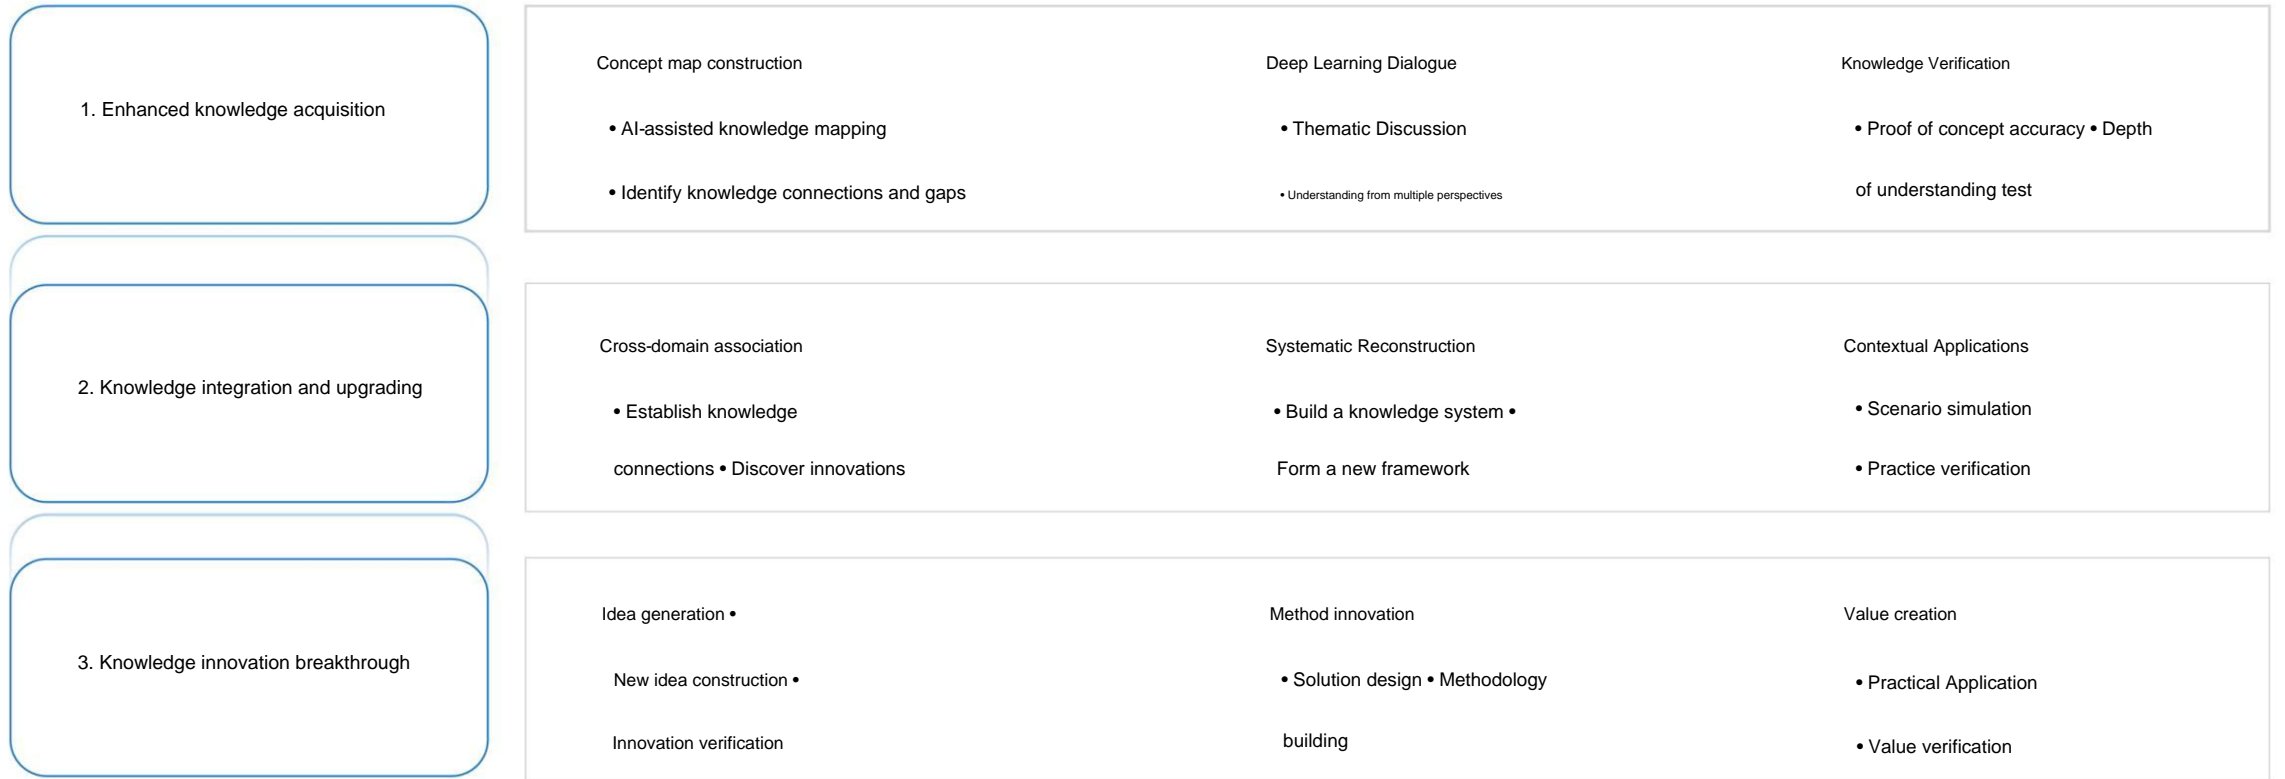 1. Enhanced knowledge acquisition
Concept map construction
• AI-assisted knowledge mapping
• Identify knowledge connections and gaps
Deep Learning Dialogue
• Thematic Discussion
• Understanding from multiple perspectives
Knowledge Verification
• Proof of concept accuracy • Depth
of understanding test
2. Knowledge integration and upgrading
Cross-domain association
• Establish knowledge
connections • Discover innovations
Systematic Reconstruction
• Build a knowledge system •
Form a new framework
Contextual Applications
• Scenario simulation
• Practice verification
3. Knowledge innovation breakthrough
Idea generation •
New idea construction •
Innovation verification
Method innovation
• Solution design • Methodology
building
Value creation
• Practical Application
• Value verification